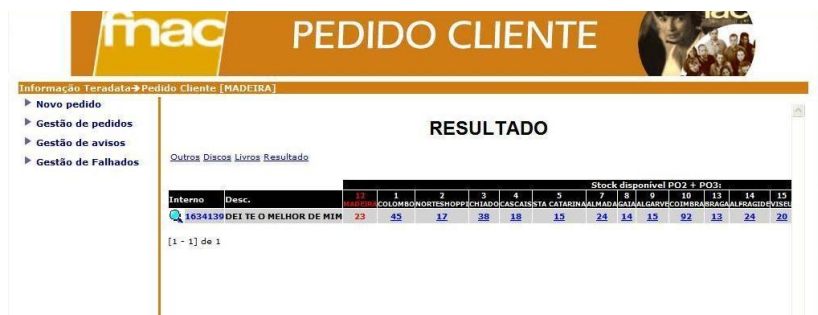 fnac
PEDIDO CLIENTE
Informação Teradata→Pedido Cliente [MADEIRA]
Novo pedido
Gestão de pedidos
Gestão de avisos
Gestão de Falhados
RESULTADO
Outros Discos Livros Resultado
Stock disponível PO2 + PO3:
Interno Desc. 12 MADEIRA 1 COLOMBO 2 NORTESHOPPI 3 CHIADO 4 CASCAIS 5 STA CATARINA 7 ALMADA 8 GAIA 9 ALGARVE 10 COIMBRA 13 BRAGA 14 ALFRAGIDE 15 VISEU
1634139 DEI TE O MELHOR DE MIM 23 45 17 38 18 15 24 14 15 92 13 24 20
[1 - 1] de 1